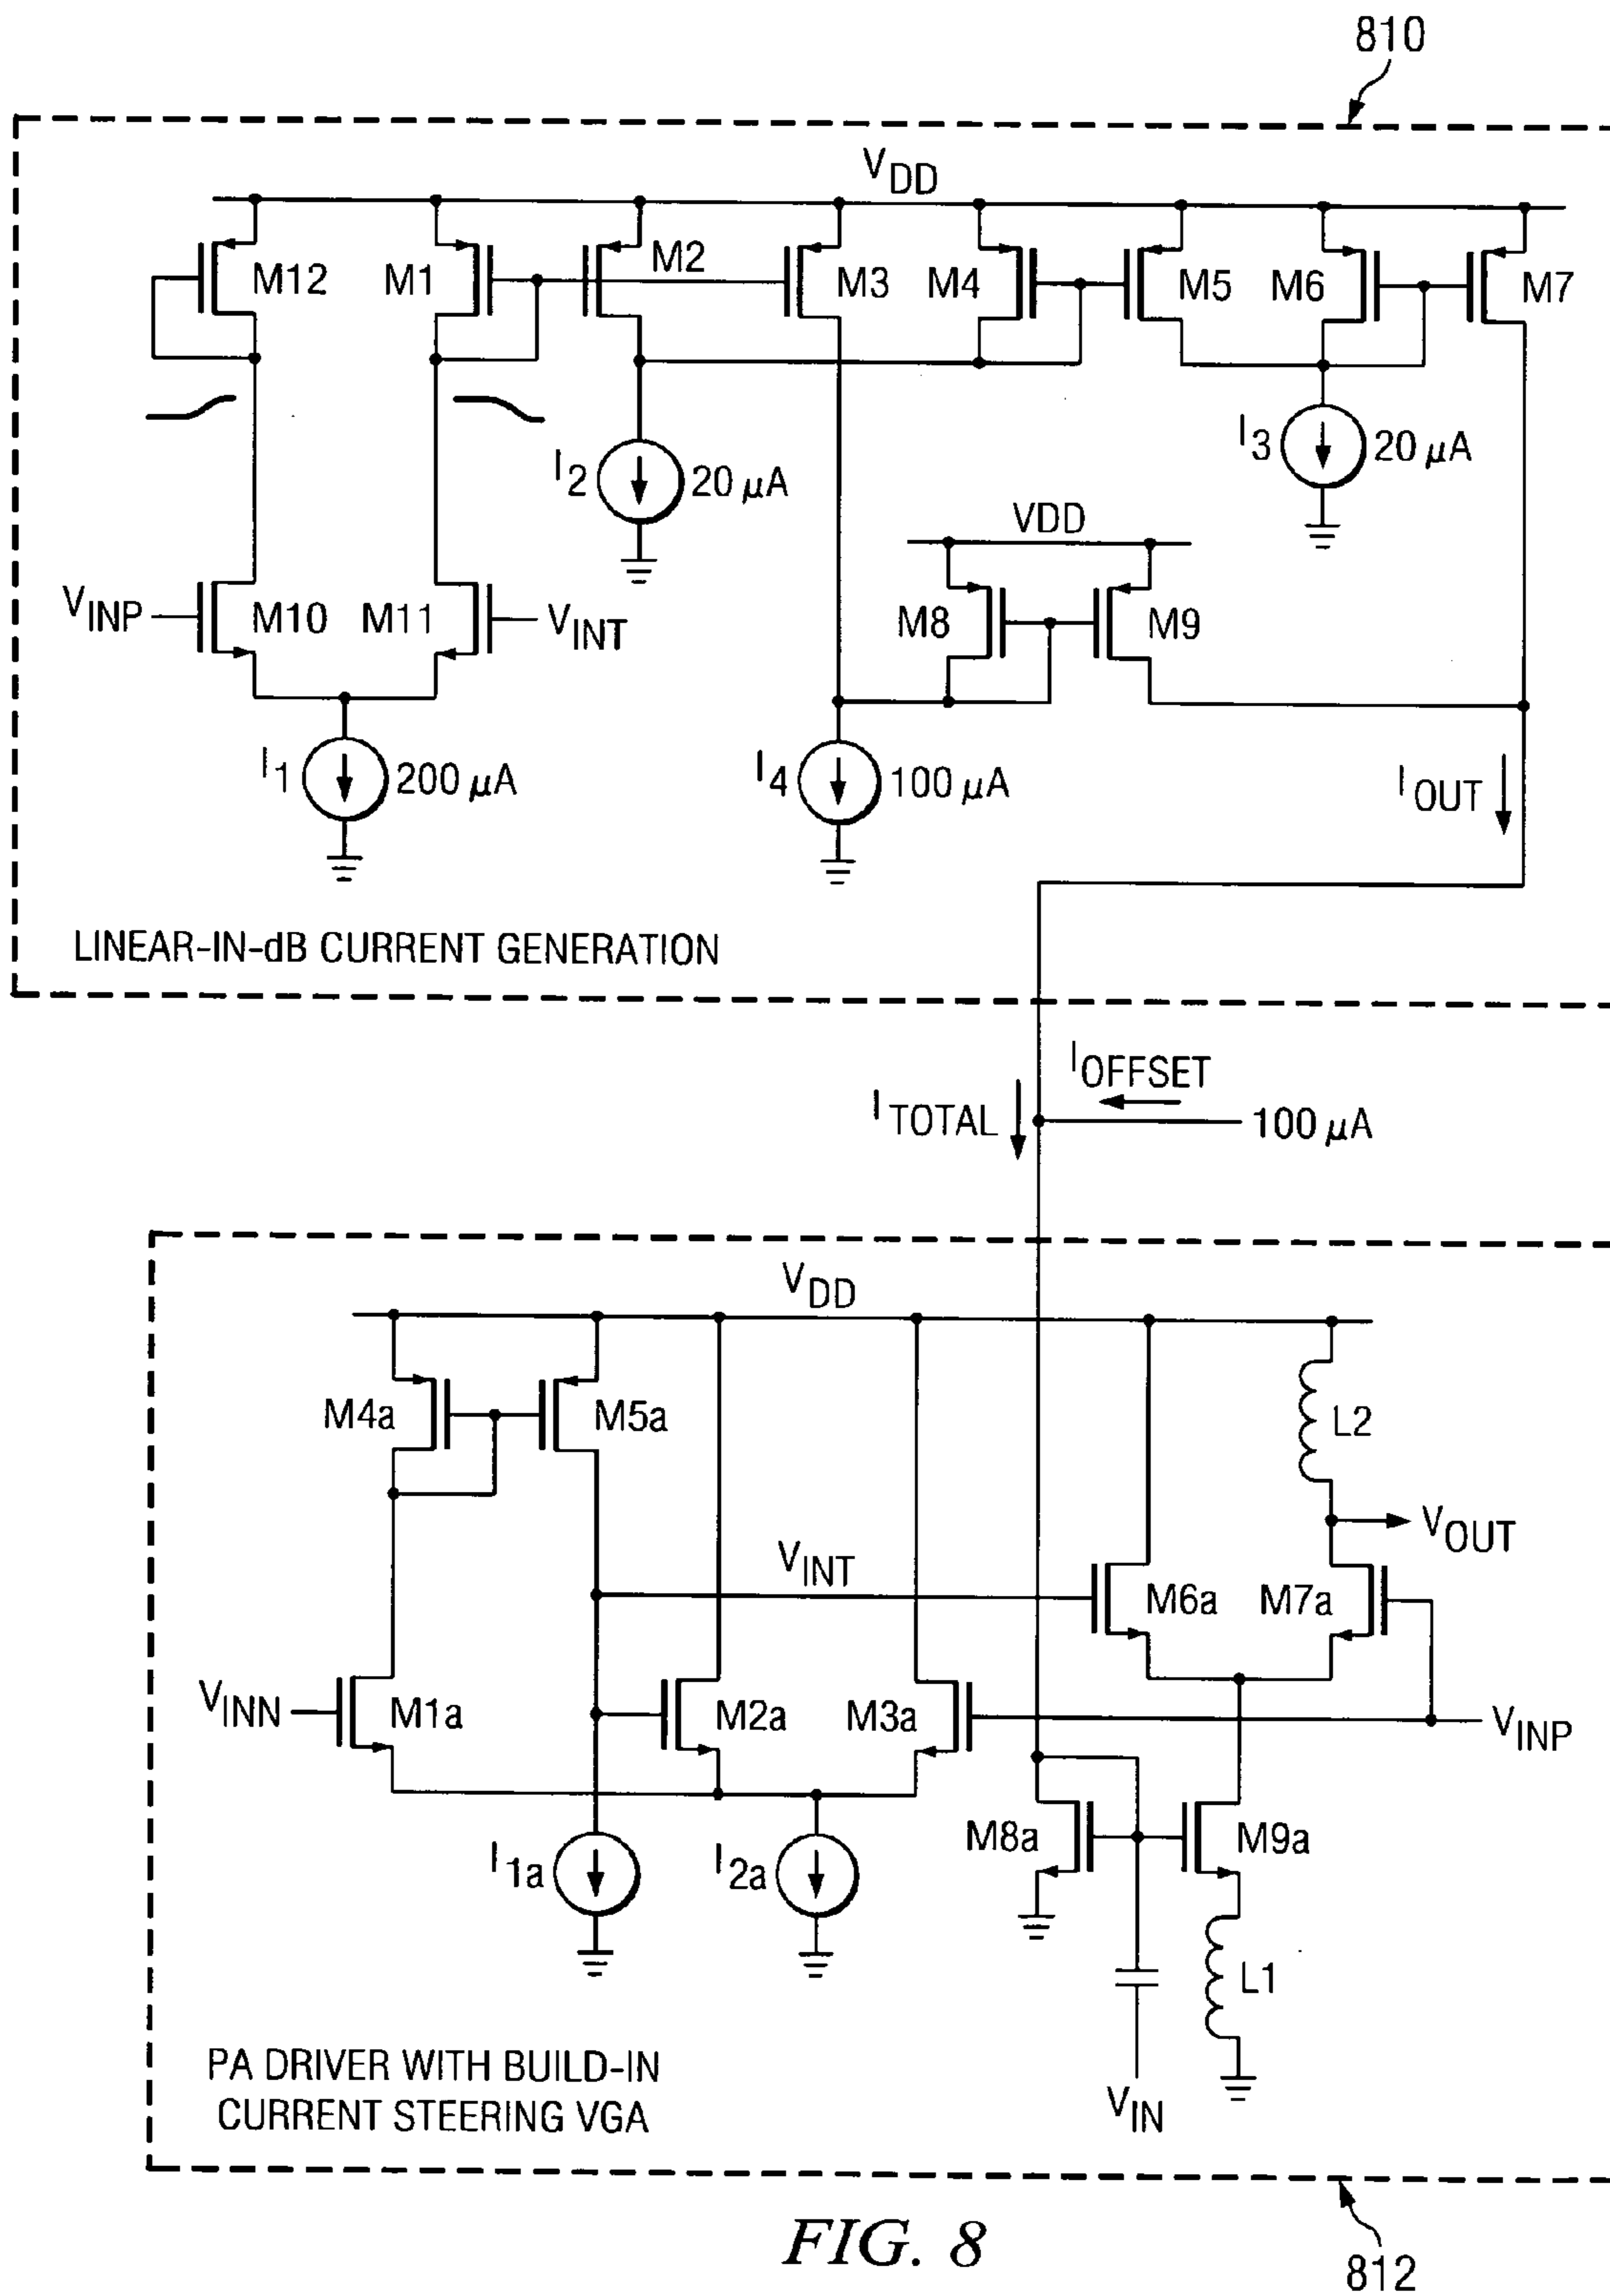 810
VDD
M12 M1 M2 M3 M4 M5 M6 M7
I2 20 μA
I3 20 μA
VDD
VINP M10 M11 VINT
M8 M9
I1 200 μA
I4 100 μA
IOUT
LINEAR-IN-dB CURRENT GENERATION
IOFFSET
ITOTAL
100 μA
VDD
M4a M5a
L2
VOUT
VINT
M6a M7a
VINN M1a M2a M3a
VINP
M8a M9a
I1a I2a
L1
PA DRIVER WITH BUILD-IN
CURRENT STEERING VGA
VIN
FIG. 8
812